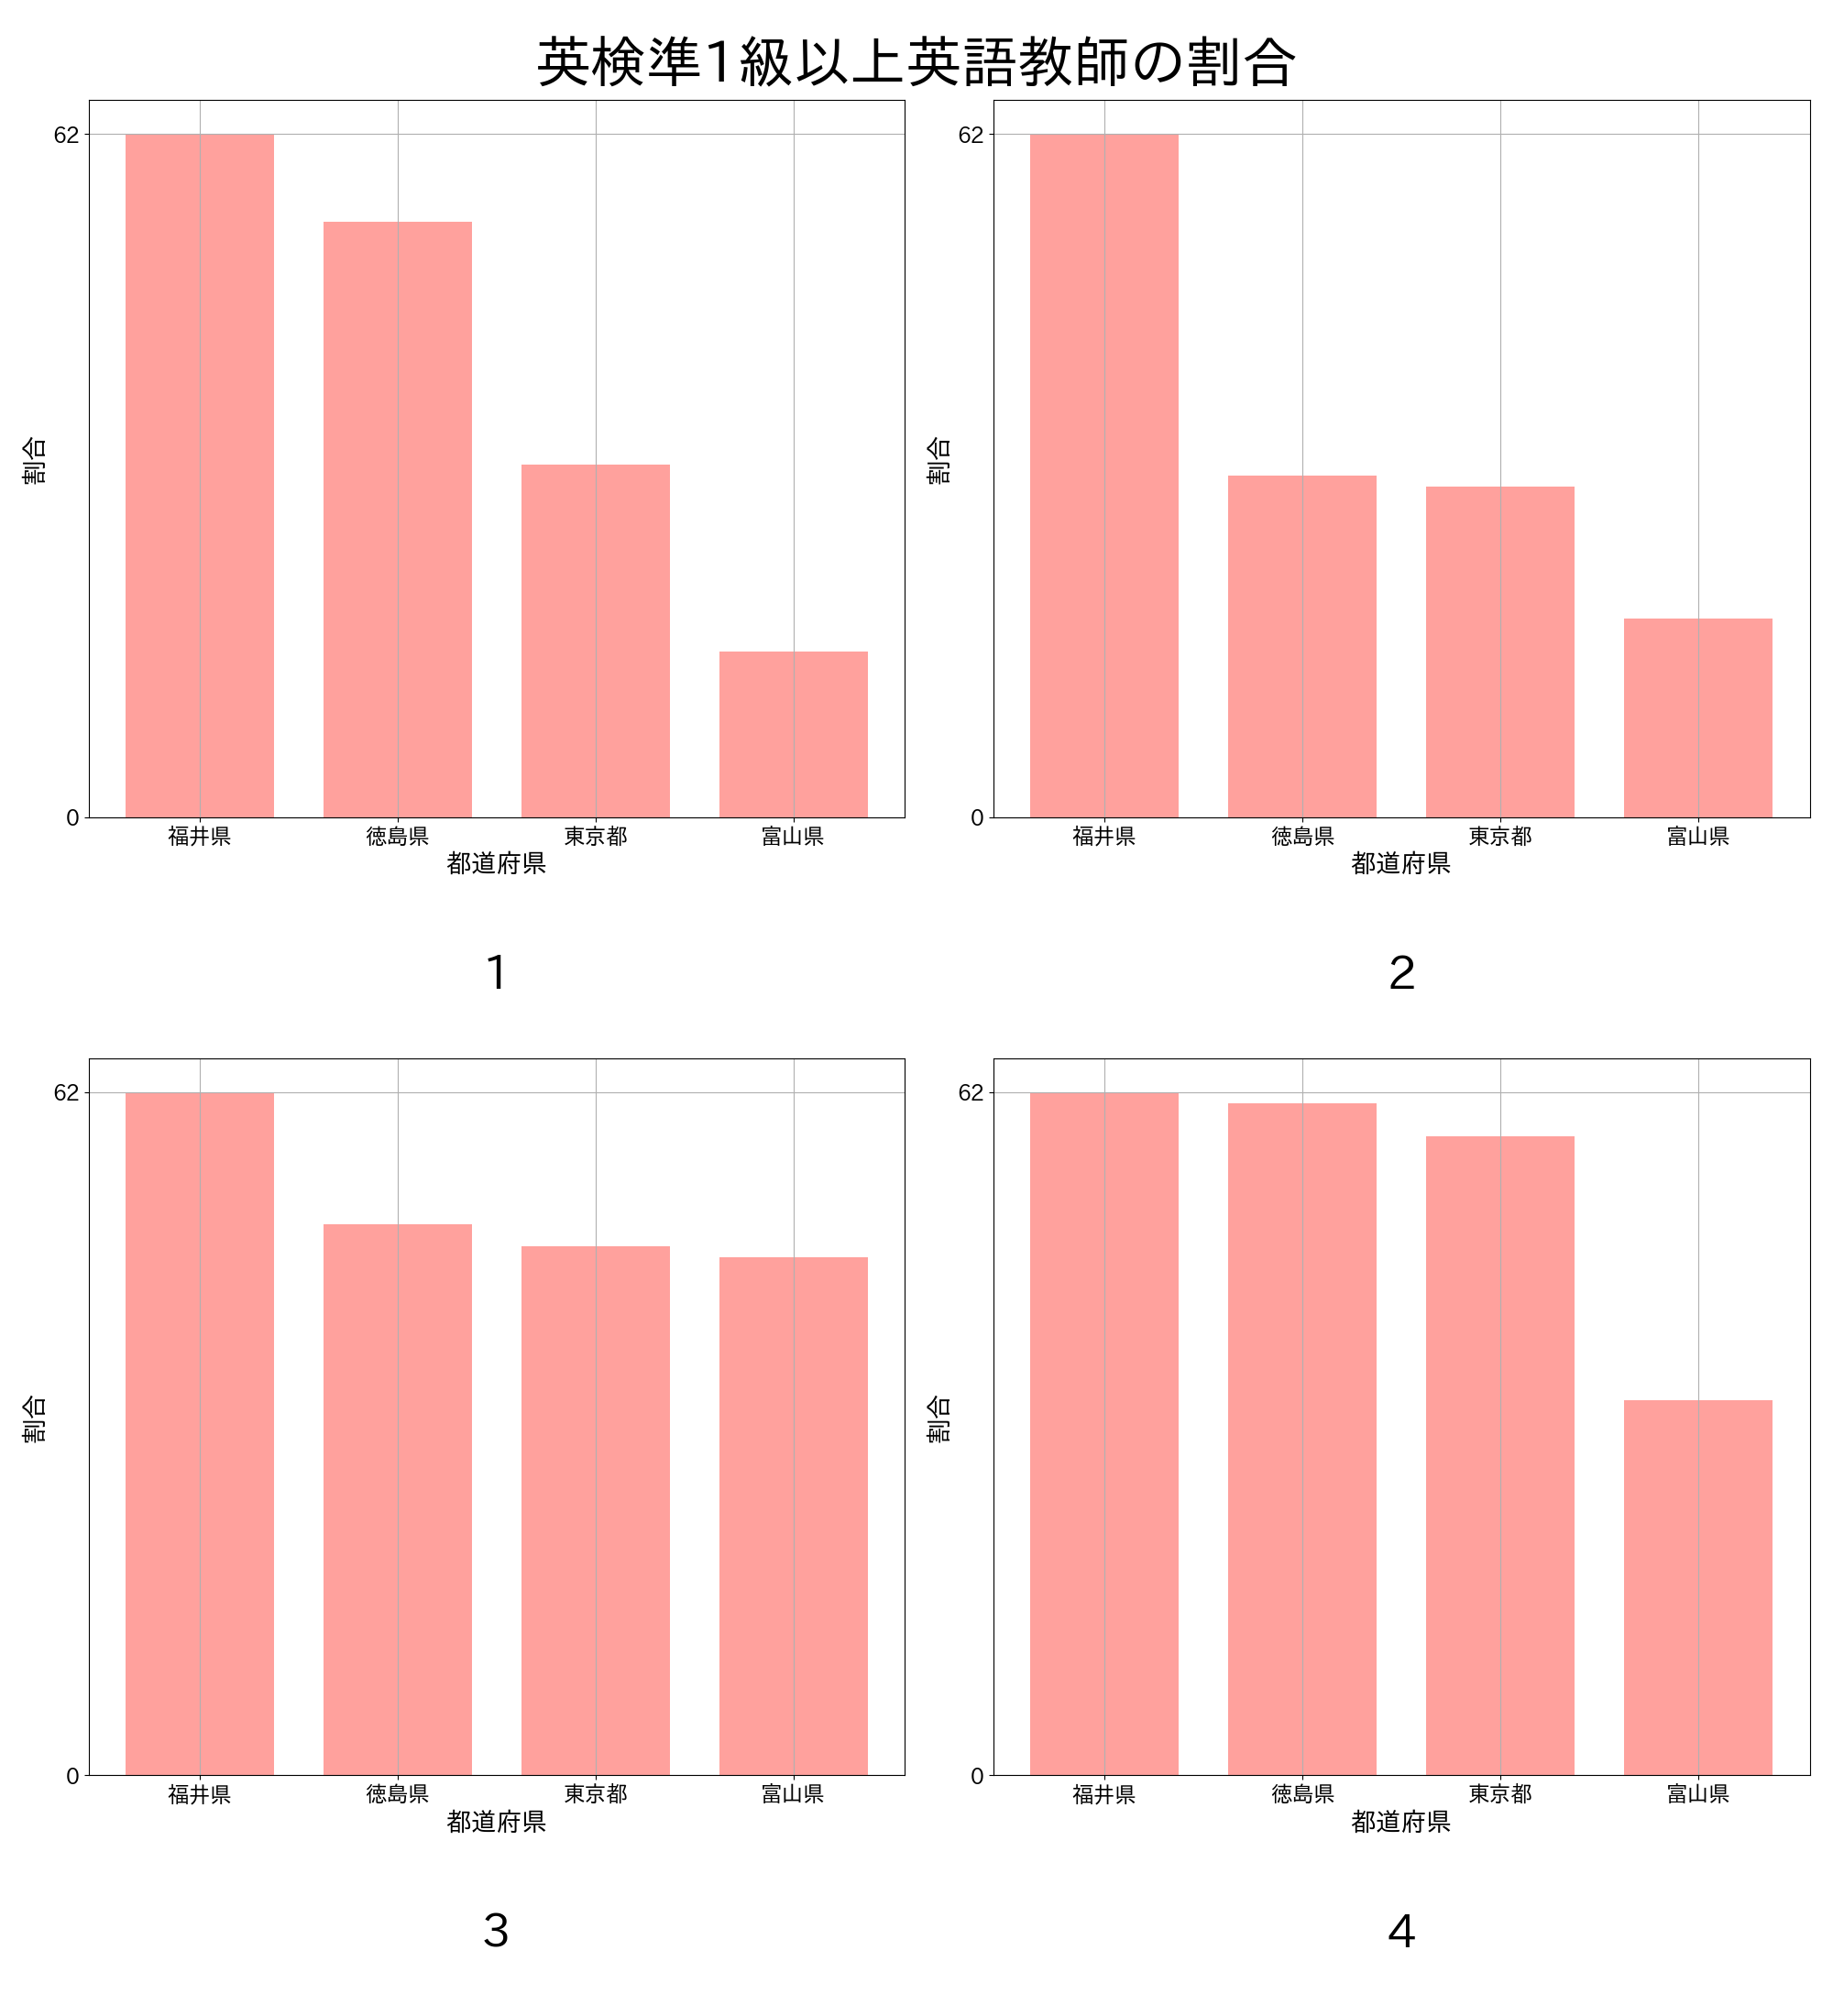 英検準1級以上英語教師の割合
62
0
割合
福井県 徳島県 東京都 富山県
都道府県
1
62
0
割合
福井県 徳島県 東京都 富山県
都道府県
2
62
0
割合
福井県 徳島県 東京都 富山県
都道府県
3
62
0
割合
福井県 徳島県 東京都 富山県
都道府県
4